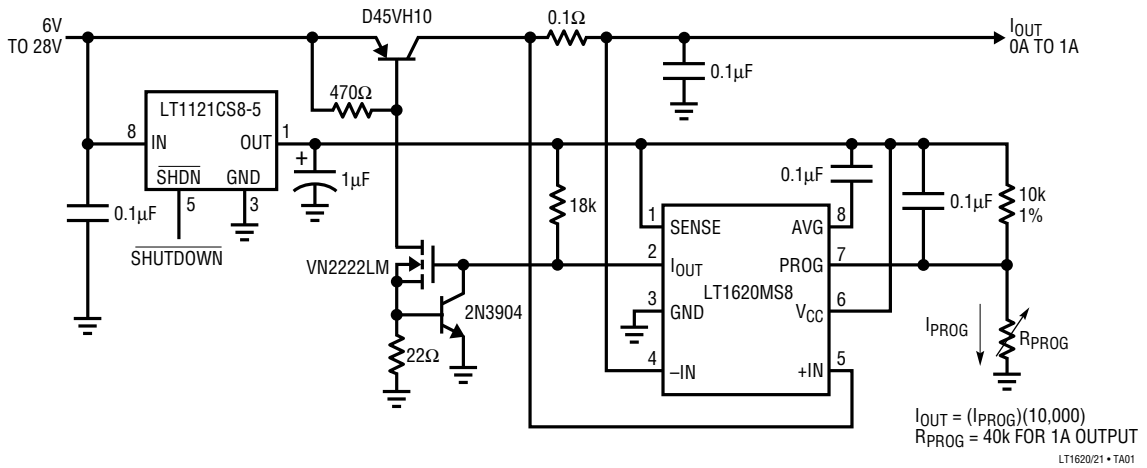 D45VH10
6V
TO 28V
0.1Ω
IOUT
0A TO 1A
0.1µF
470Ω
LT1121CS8-5
8
IN
OUT
1
SHDN
GND
5
3
SHUTDOWN
0.1µF
+
1µF
18k
0.1µF
0.1µF
10k
1%
1
SENSE
AVG
8
2
IOUT
PROG
7
LT1620MS8
3
GND
VCC
6
4
–IN
+IN
5
VN2222LM
2N3904
22Ω
IPROG
RPROG
IOUT = (IPROG)(10,000)
RPROG = 40k FOR 1A OUTPUT
LT1620/21 • TA01